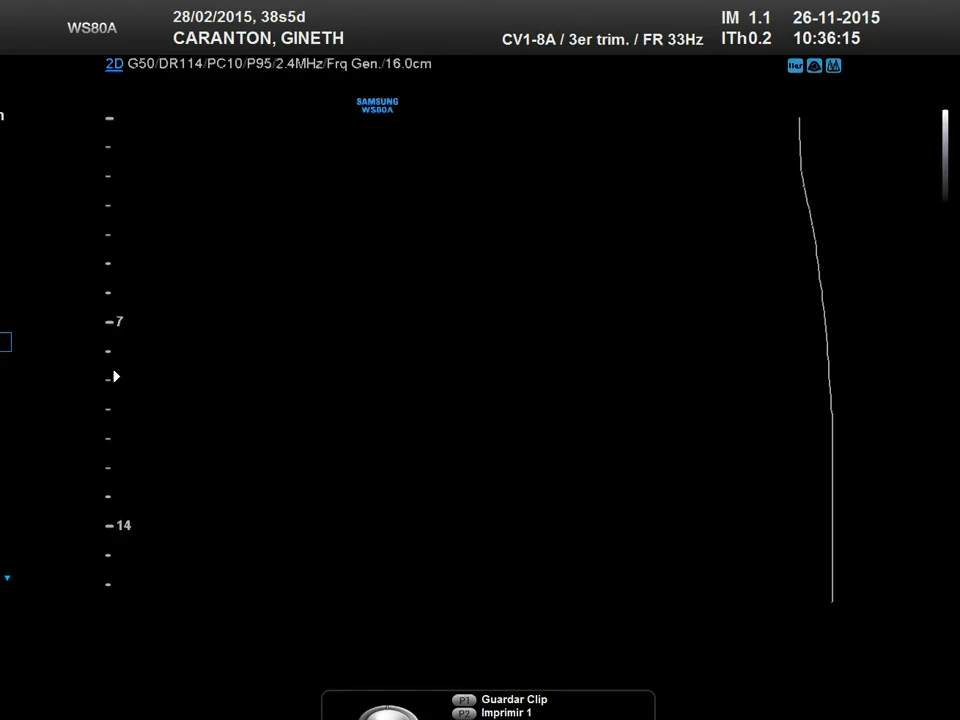 WS80A
28/02/2015, 38s5d
CARANTON, GINETH
CV1-8A / 3er trim. / FR 33Hz
IM 1.1
ITh0.2
26-11-2015
10:36:15
2D G50/DR114/PC10/P95/2.4MHz/Frq Gen./16.0cm
SAMSUNG
WS80A
7
14
P1 Guardar Clip
P2 Imprimir 1